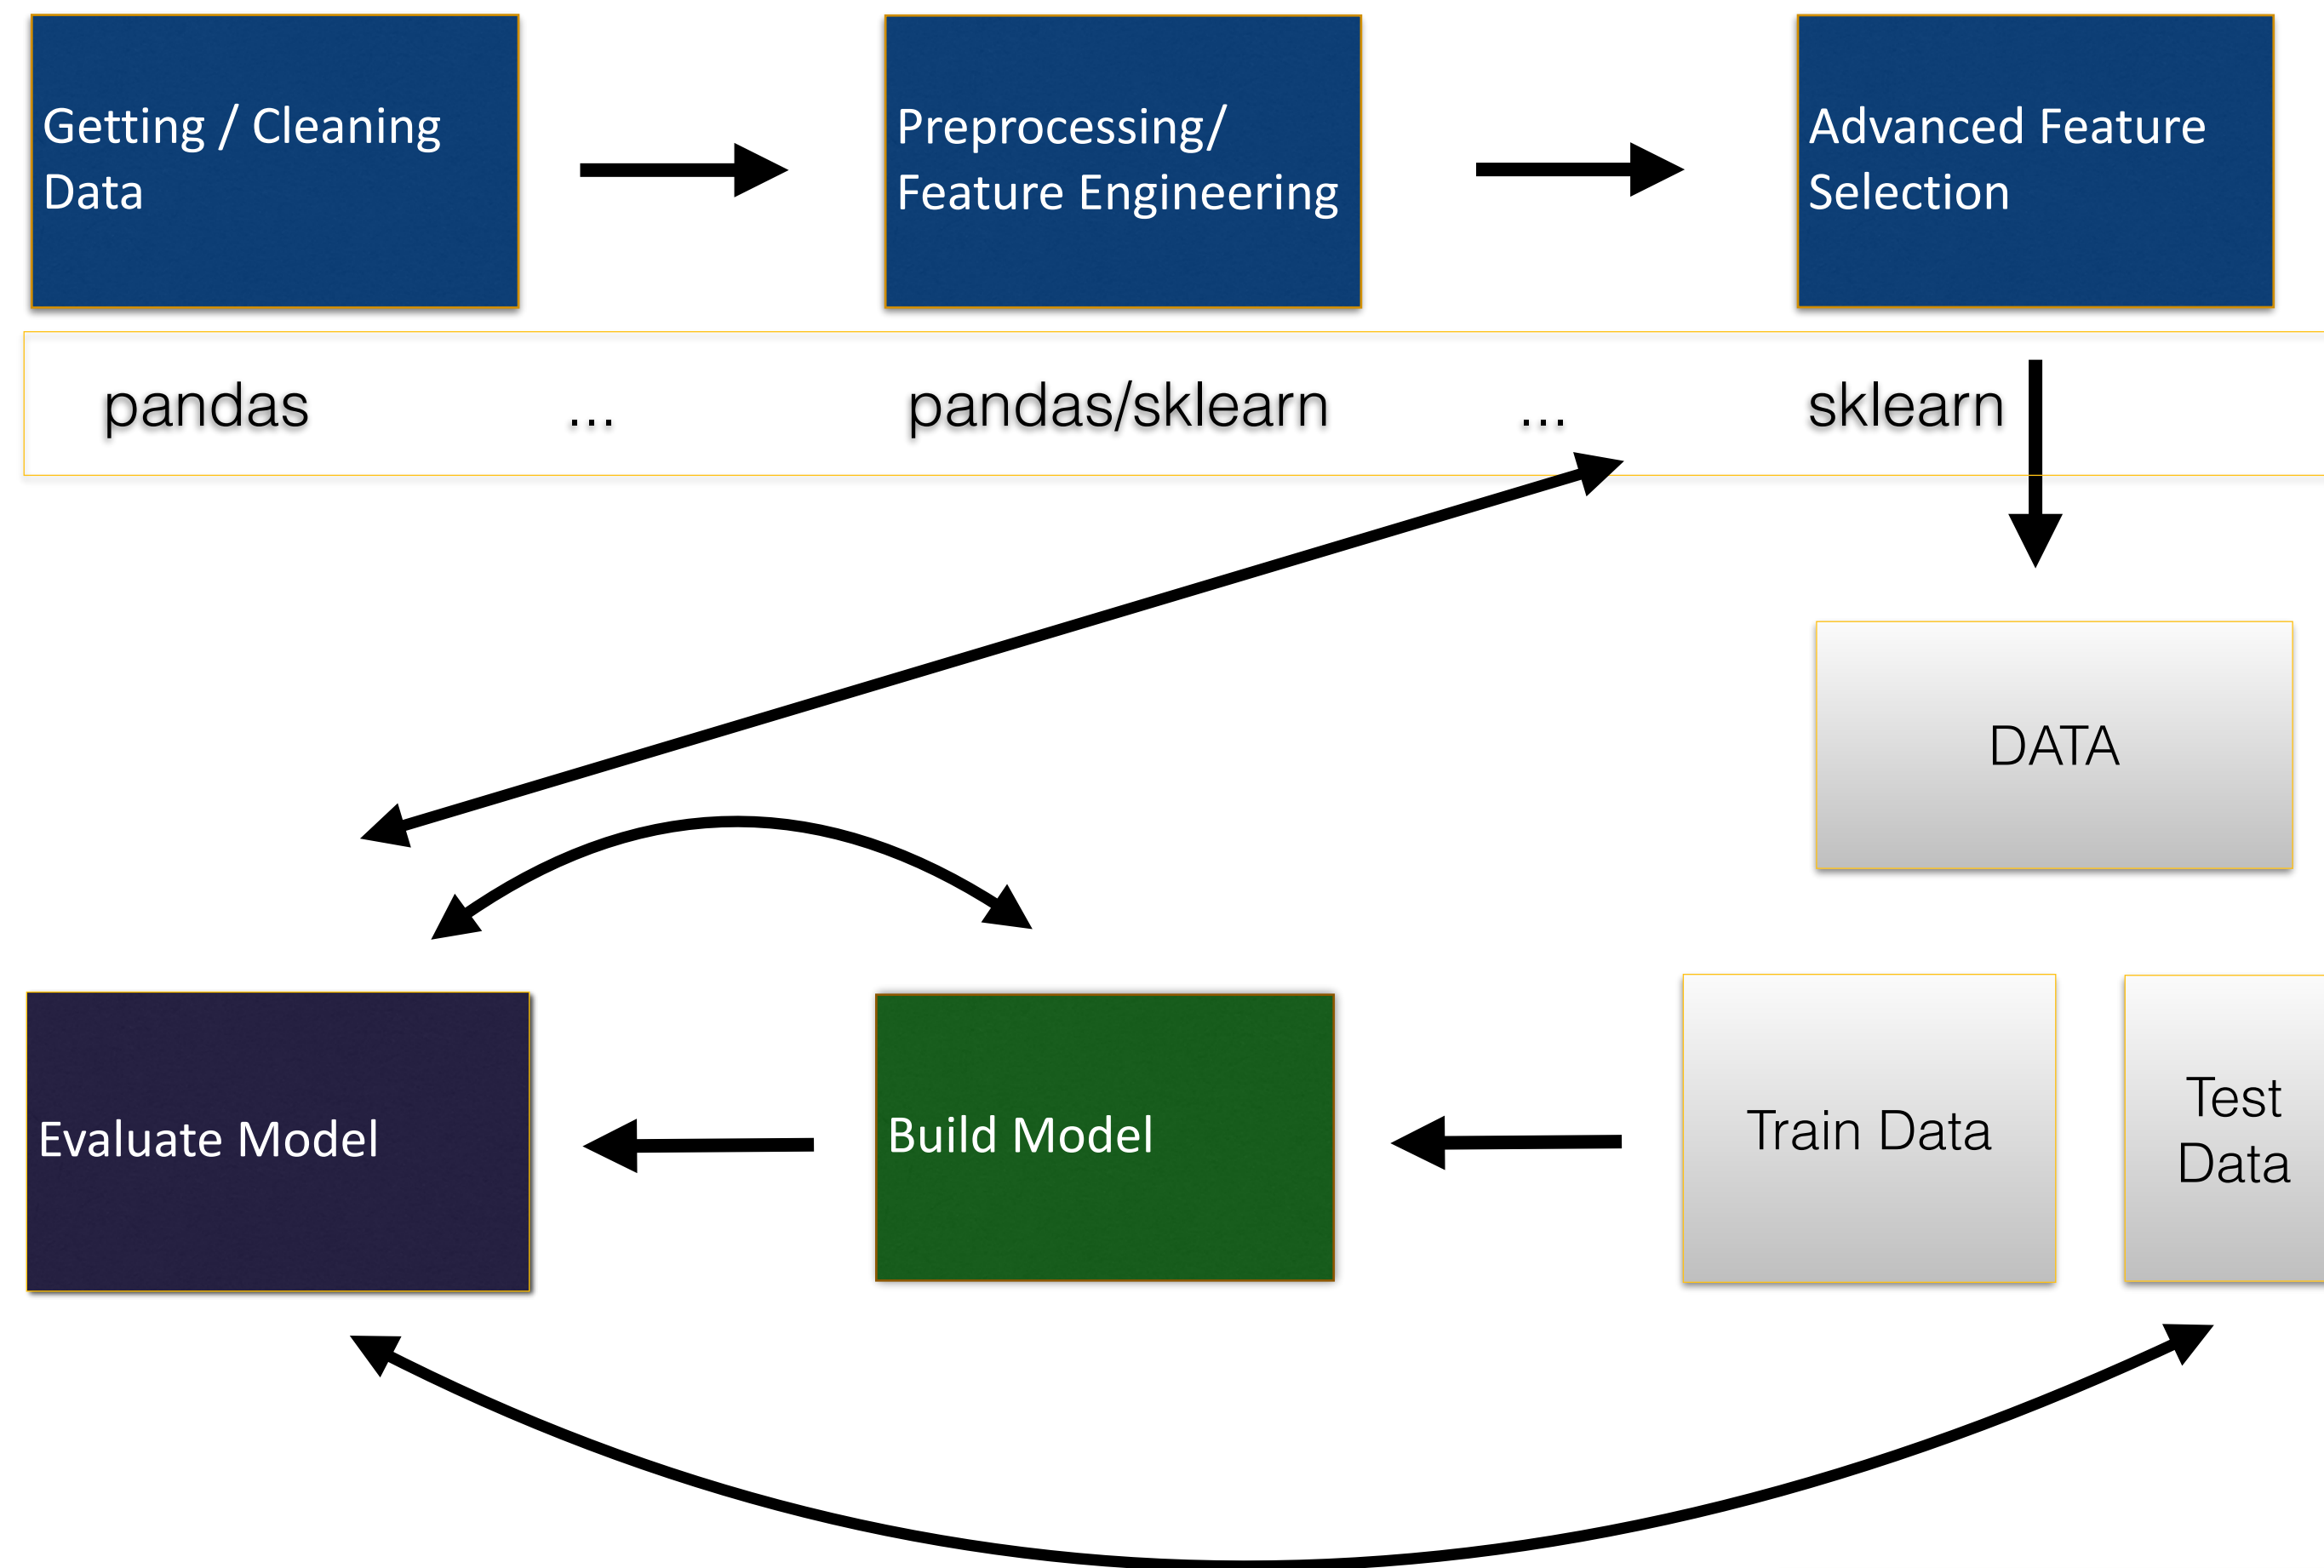 Getting / Cleaning
Data
Preprocessing/
Feature Engineering
Advanced Feature
Selection
pandas
...
pandas/sklearn
...
sklearn
DATA
Evaluate Model
Build Model
Train Data
Test
Data